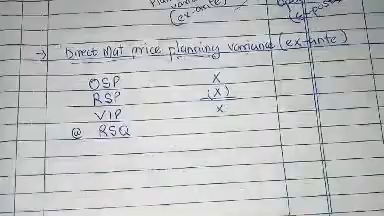 (ex-ante)
→ Direct Mat price planning variance (ex-ante)
OSP X
RSP (X)
VIP X
@ RSQ